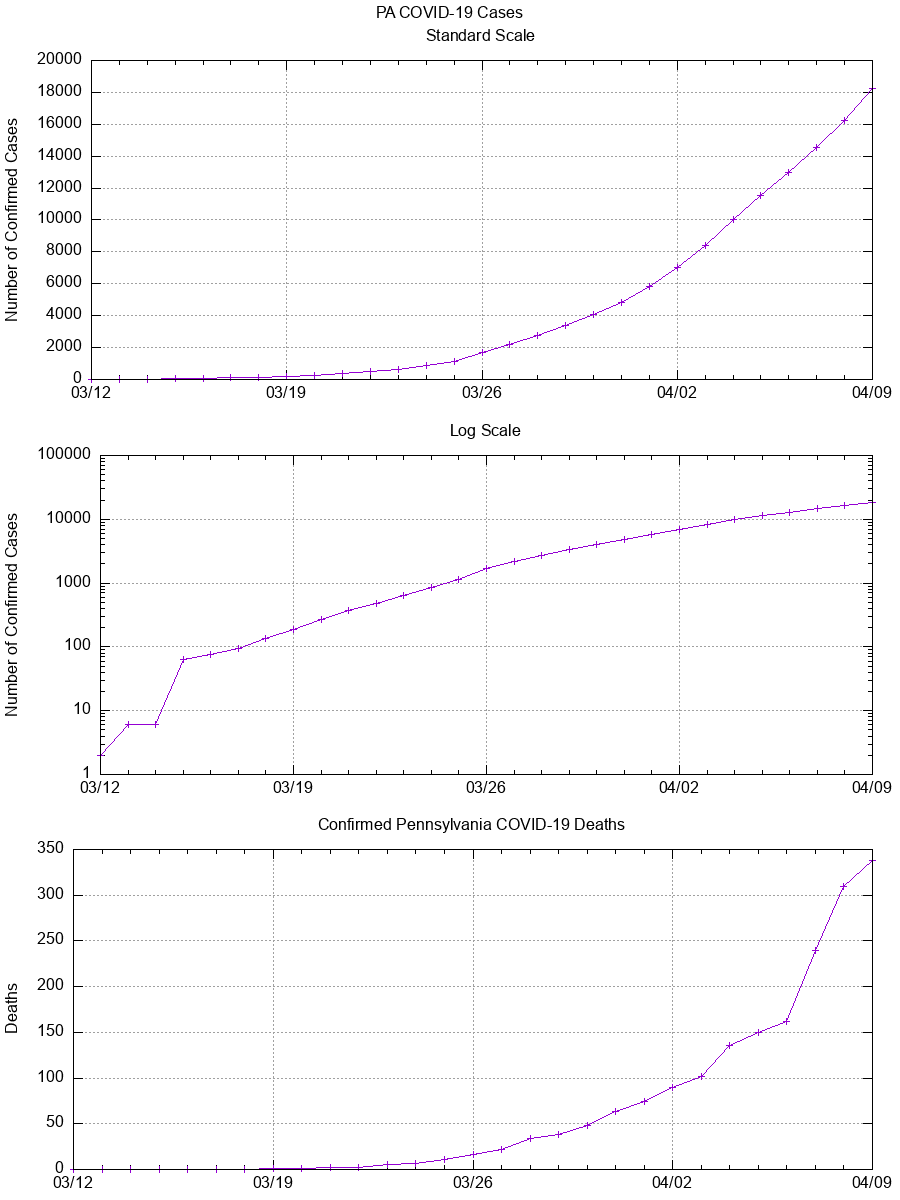 PA COVID-19 Cases
Standard Scale
Number of Confirmed Cases
20000
18000
16000
14000
12000
10000
8000
6000
4000
2000
0
03/12 03/19 03/26 04/02 04/09
Log Scale
Number of Confirmed Cases
100000
10000
1000
100
10
1
03/12 03/19 03/26 04/02 04/09
Confirmed Pennsylvania COVID-19 Deaths
Deaths
350
300
250
200
150
100
50
0
03/12 03/19 03/26 04/02 04/09